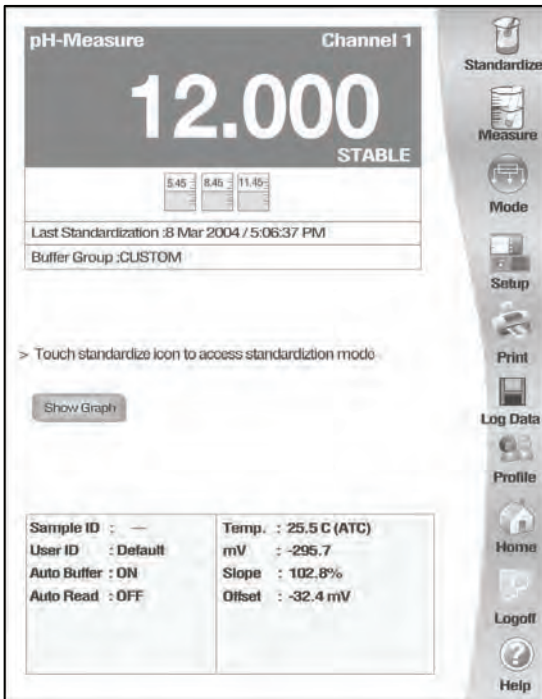 pH-Measure Channel 1
12.000
STABLE
5.45 8.45 11.45
Last Standardization :8 Mar 2004 / 5:06:37 PM
Buffer Group :CUSTOM
> Touch standardize icon to access standardiztion mode
Show Graph
Sample ID : —
User ID : Default
Auto Buffer : ON
Auto Read : OFF
Temp. : 25.5 C (ATC)
mV : -295.7
Slope : 102.8%
Offset : -32.4 mV
Standardize
Measure
Mode
Setup
Print
Log Data
Profile
Home
Logoff
Help